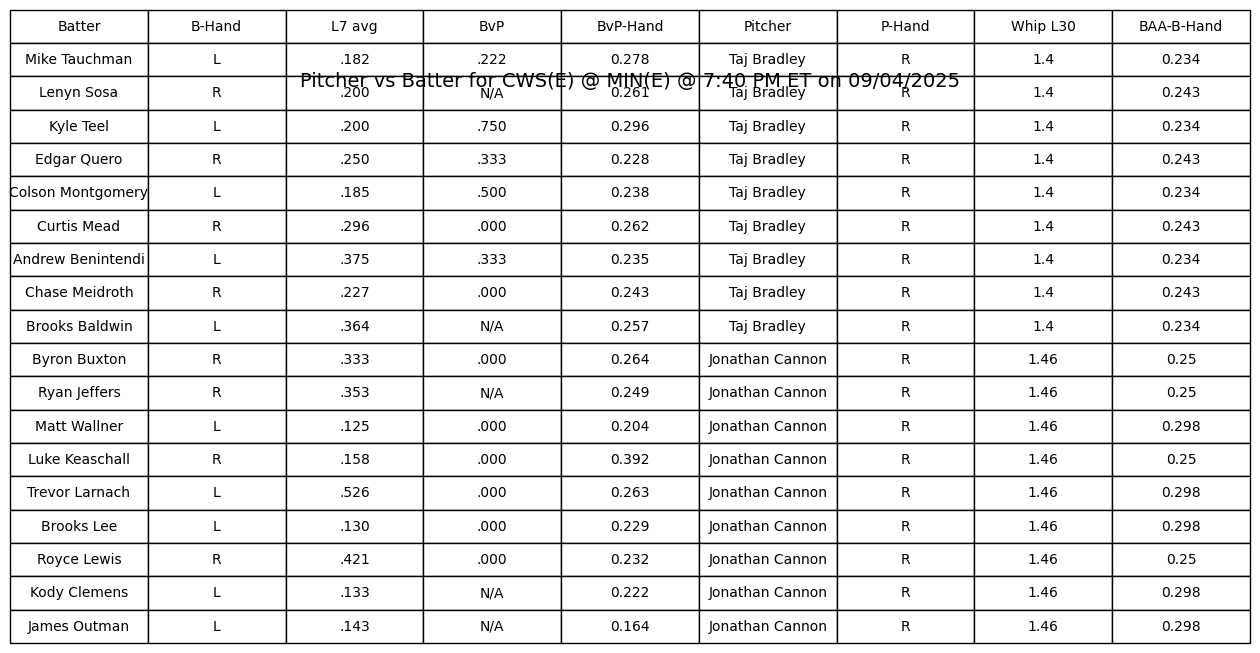 Batter B-Hand L7 avg BvP BvP-Hand Pitcher P-Hand Whip L30 BAA-B-Hand
Mike Tauchman L .182 .222 0.278 Taj Bradley R 1.4 0.234
Pitcher vs Batter for CWS(E) @ MIN(E) @ 7:40 PM ET on 09/04/2025
Lenyn Sosa R .200 N/A 0.261 Taj Bradley R 1.4 0.243
Kyle Teel L .200 .750 0.296 Taj Bradley R 1.4 0.234
Edgar Quero R .250 .333 0.228 Taj Bradley R 1.4 0.243
Colson Montgomery L .185 .500 0.238 Taj Bradley R 1.4 0.234
Curtis Mead R .296 .000 0.262 Taj Bradley R 1.4 0.243
Andrew Benintendi L .375 .333 0.235 Taj Bradley R 1.4 0.234
Chase Meidroth R .227 .000 0.243 Taj Bradley R 1.4 0.243
Brooks Baldwin L .364 N/A 0.257 Taj Bradley R 1.4 0.234
Byron Buxton R .333 .000 0.264 Jonathan Cannon R 1.46 0.25
Ryan Jeffers R .353 N/A 0.249 Jonathan Cannon R 1.46 0.25
Matt Wallner L .125 .000 0.204 Jonathan Cannon R 1.46 0.298
Luke Keaschall R .158 .000 0.392 Jonathan Cannon R 1.46 0.25
Trevor Larnach L .526 .000 0.263 Jonathan Cannon R 1.46 0.298
Brooks Lee L .130 .000 0.229 Jonathan Cannon R 1.46 0.298
Royce Lewis R .421 .000 0.232 Jonathan Cannon R 1.46 0.25
Kody Clemens L .133 N/A 0.222 Jonathan Cannon R 1.46 0.298
James Outman L .143 N/A 0.164 Jonathan Cannon R 1.46 0.298